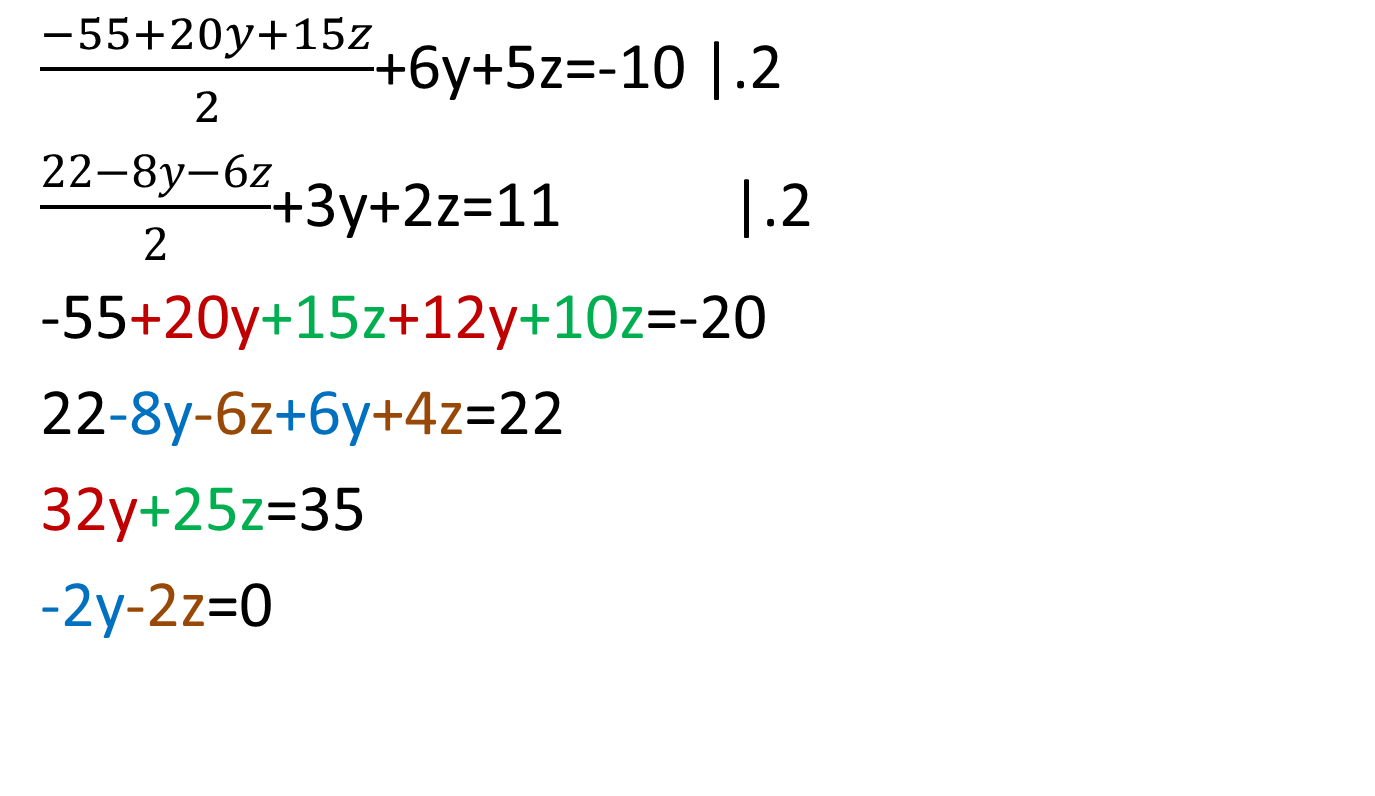 (−55+20y+15z)/2+6y+5z=-10 |.2
(22−8y−6z)/2+3y+2z=11 |.2
-55+20y+15z+12y+10z=-20
22-8y-6z+6y+4z=22
32y+25z=35
-2y-2z=0